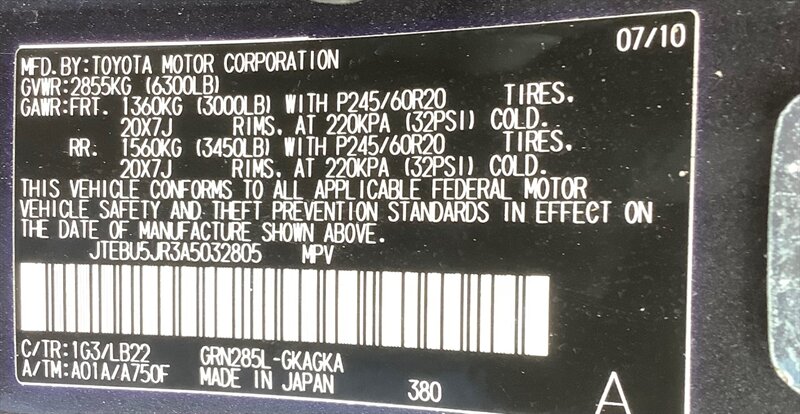 07/10
MFD.BY:TOYOTA MOTOR CORPORATION
GVWR:2855KG (6300LB)
GAWR:FRT. 1360KG (3000LB) WITH P245/60R20 TIRES.
20X7J RIMS. AT 220KPA (32PSI) COLD.
RR. 1560KG (3450LB) WITH P245/60R20 TIRES.
20X7J RIMS. AT 220KPA (32PSI) COLD.
THIS VEHICLE CONFORMS TO ALL APPLICABLE FEDERAL MOTOR
VEHICLE SAFETY AND THEFT PREVENTION STANDARDS IN EFFECT ON
THE DATE OF MANUFACTURE SHOWN ABOVE.
JTEBU5JR3A5032805 MPV
C/TR:1G3/LB22 GRN285L-GKAGKA
A/TM:A01A/A750F MADE IN JAPAN 380 A